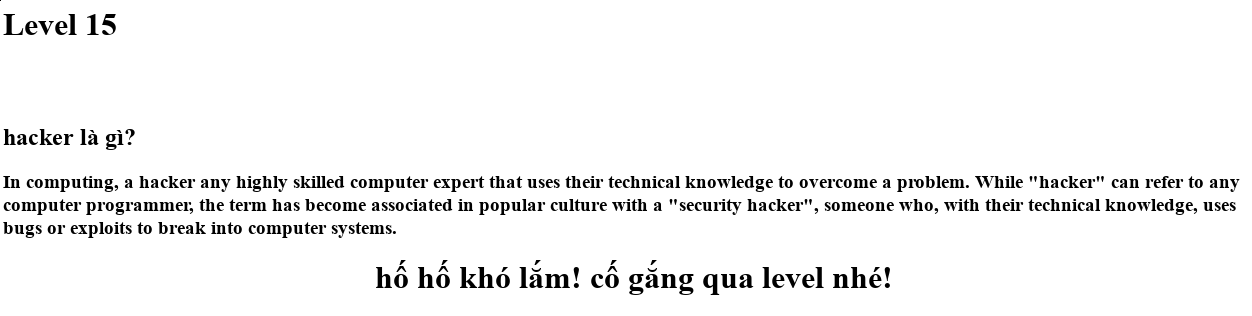 Level 15
hacker là gì?
In computing, a hacker any highly skilled computer expert that uses their technical knowledge to overcome a problem. While "hacker" can refer to any
computer programmer, the term has become associated in popular culture with a "security hacker", someone who, with their technical knowledge, uses
bugs or exploits to break into computer systems.
hố hố khó lắm! cố gắng qua level nhé!